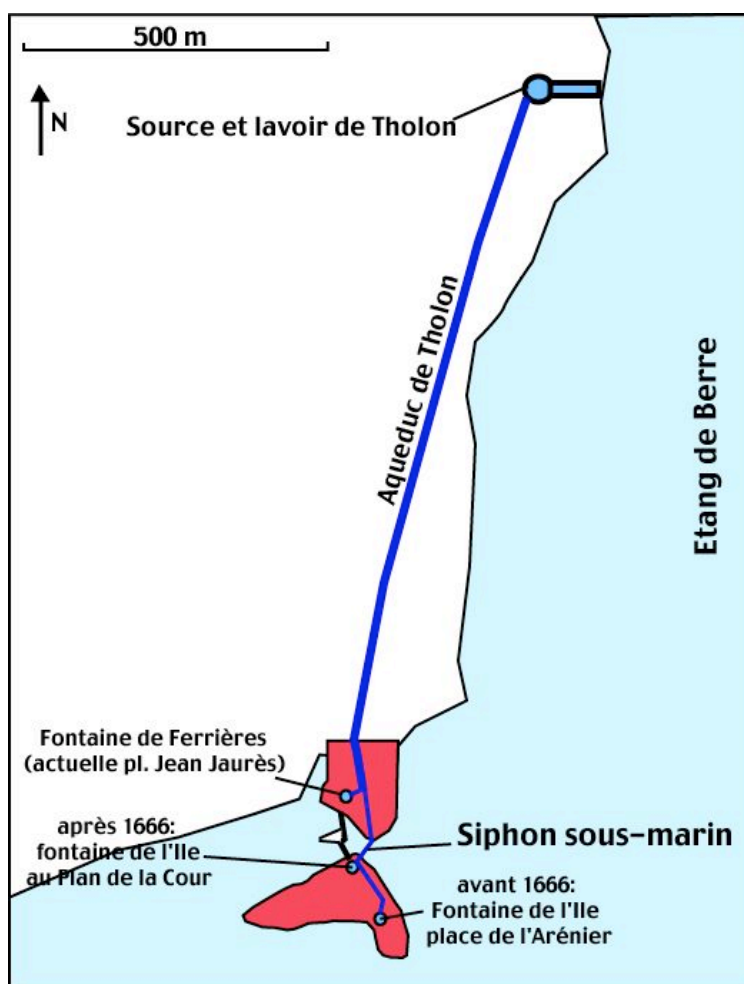 500 m
N
Source et lavoir de Tholon
Aqueduc de Tholon
Etang de Berre
Fontaine de Ferrières
(actuelle pl. Jean Jaurès)
après 1666:
fontaine de l'Ile
au Plan de la Cour
Siphon sous-marin
avant 1666:
Fontaine de l'Ile
place de l'Arénier